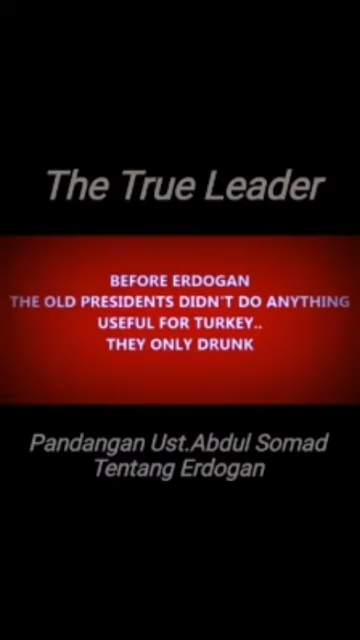 The True Leader
BEFORE ERDOGAN
THE OLD PRESIDENTS DIDN'T DO ANYTHING
USEFUL FOR TURKEY..
THEY ONLY DRUNK
Pandangan Ust.Abdul Somad
Tentang Erdogan